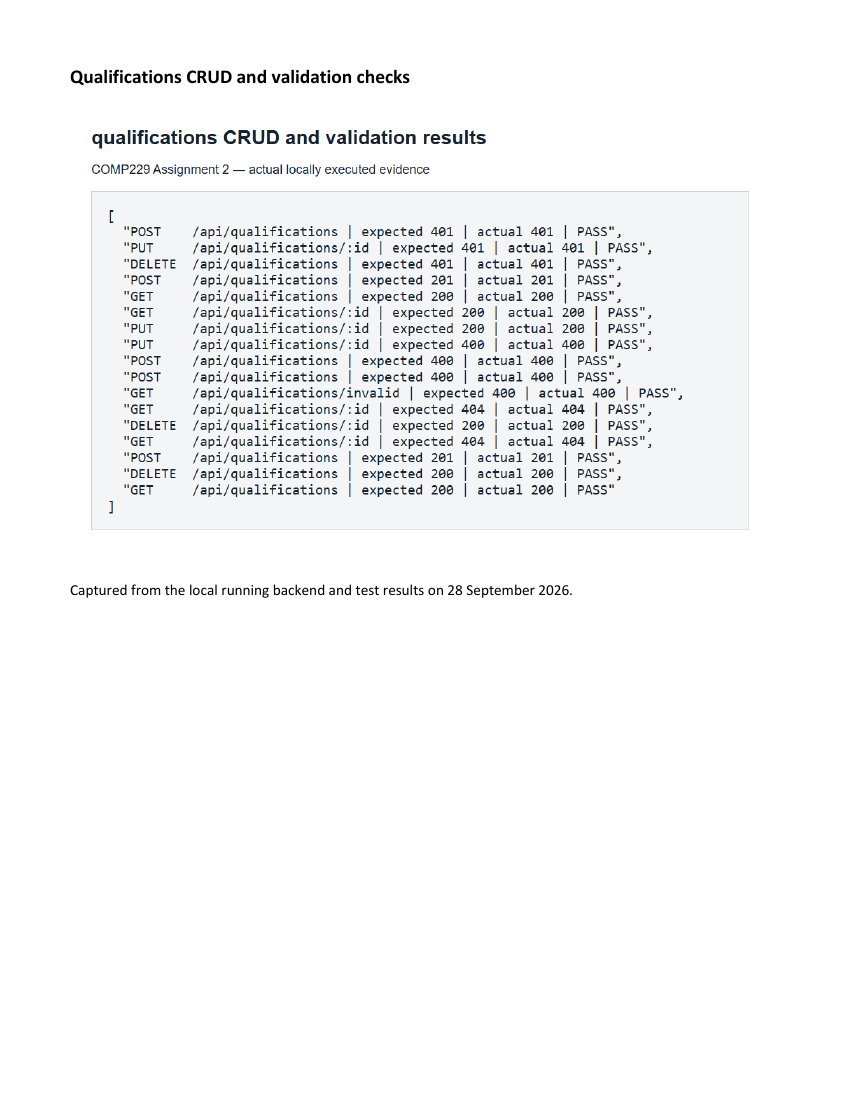 Qualifications CRUD and validation checks
qualifications CRUD and validation results
COMP229 Assignment 2 — actual locally executed evidence
[
  "POST    /api/qualifications | expected 401 | actual 401 | PASS",
  "PUT     /api/qualifications/:id | expected 401 | actual 401 | PASS",
  "DELETE  /api/qualifications | expected 401 | actual 401 | PASS",
  "POST    /api/qualifications | expected 201 | actual 201 | PASS",
  "GET     /api/qualifications | expected 200 | actual 200 | PASS",
  "GET     /api/qualifications/:id | expected 200 | actual 200 | PASS",
  "PUT     /api/qualifications/:id | expected 200 | actual 200 | PASS",
  "PUT     /api/qualifications/:id | expected 400 | actual 400 | PASS",
  "POST    /api/qualifications | expected 400 | actual 400 | PASS",
  "POST    /api/qualifications | expected 400 | actual 400 | PASS",
  "GET     /api/qualifications/invalid | expected 400 | actual 400 | PASS",
  "GET     /api/qualifications/:id | expected 404 | actual 404 | PASS",
  "DELETE  /api/qualifications/:id | expected 200 | actual 200 | PASS",
  "GET     /api/qualifications/:id | expected 404 | actual 404 | PASS",
  "POST    /api/qualifications | expected 201 | actual 201 | PASS",
  "DELETE  /api/qualifications | expected 200 | actual 200 | PASS",
  "GET     /api/qualifications | expected 200 | actual 200 | PASS"
]
Captured from the local running backend and test results on 28 September 2026.